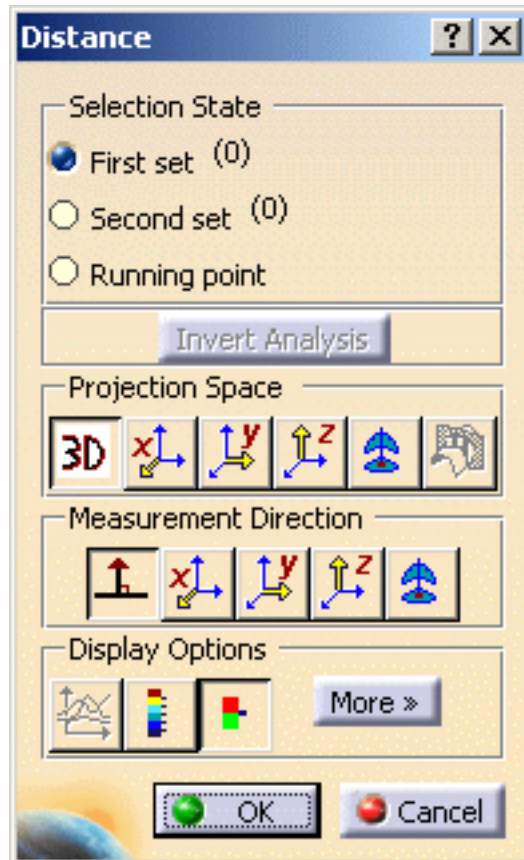 Distance
Selection State
First set (0)
Second set (0)
Running point
Invert Analysis
Projection Space
3D x y z
Measurement Direction
x y z
Display Options
More »
OK Cancel